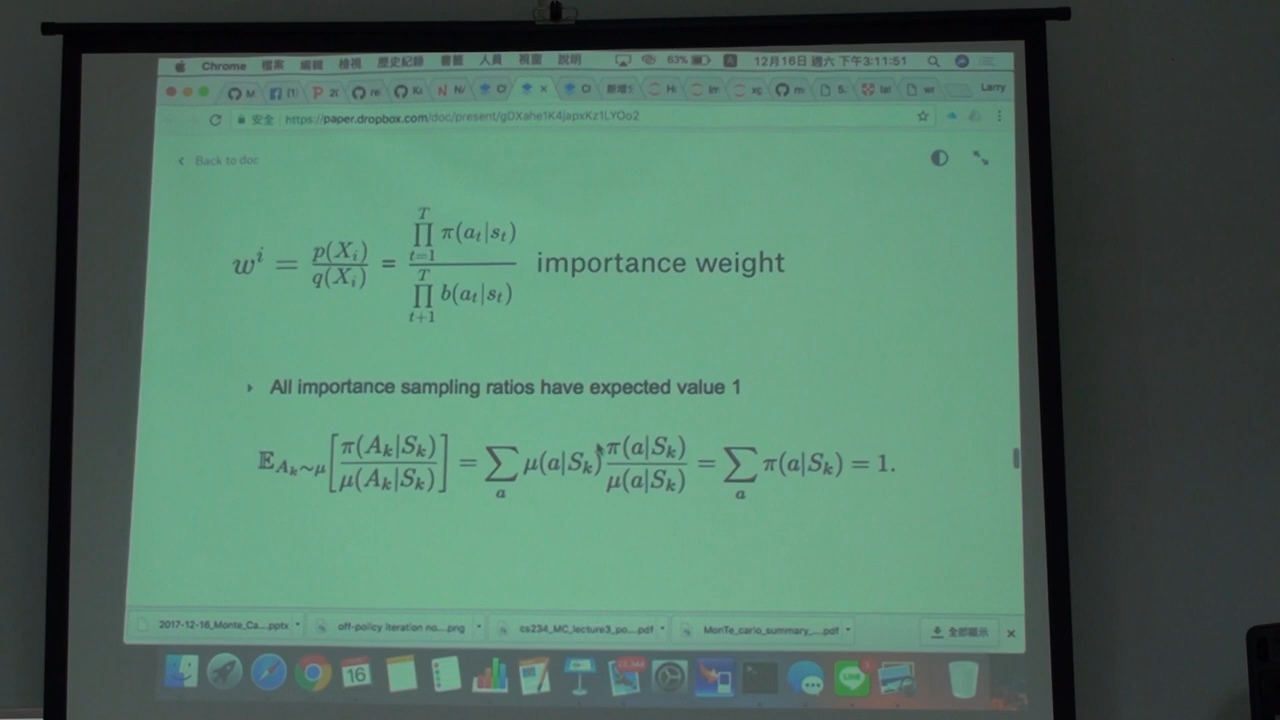 Chrome 檔案 編輯 檢視 歷史紀錄 書籤 人員 視窗 說明 63% A 12月16日 週六 下午3:11:51
Larry
安全 https://paper.dropbox.com/doc/present/gDXahe1K4japxKz1LYOo2
Back to doc
w^i = p(X_i)/q(X_i) = ∏_{t=1}^{T} π(a_t|s_t) / ∏_{t+1}^{T} b(a_t|s_t) importance weight
All importance sampling ratios have expected value 1
𝔼_{A_k∼μ}[π(A_k|S_k)/μ(A_k|S_k)] = ∑_a μ(a|S_k) π(a|S_k)/μ(a|S_k) = ∑_a π(a|S_k) = 1.
2017-12-16_Monte_Ca....pptx off-policy iteration no....png cs234_MC_lecture3_po....pdf MonTe_carlo_summary_....pdf 全部顯示
16 LINE